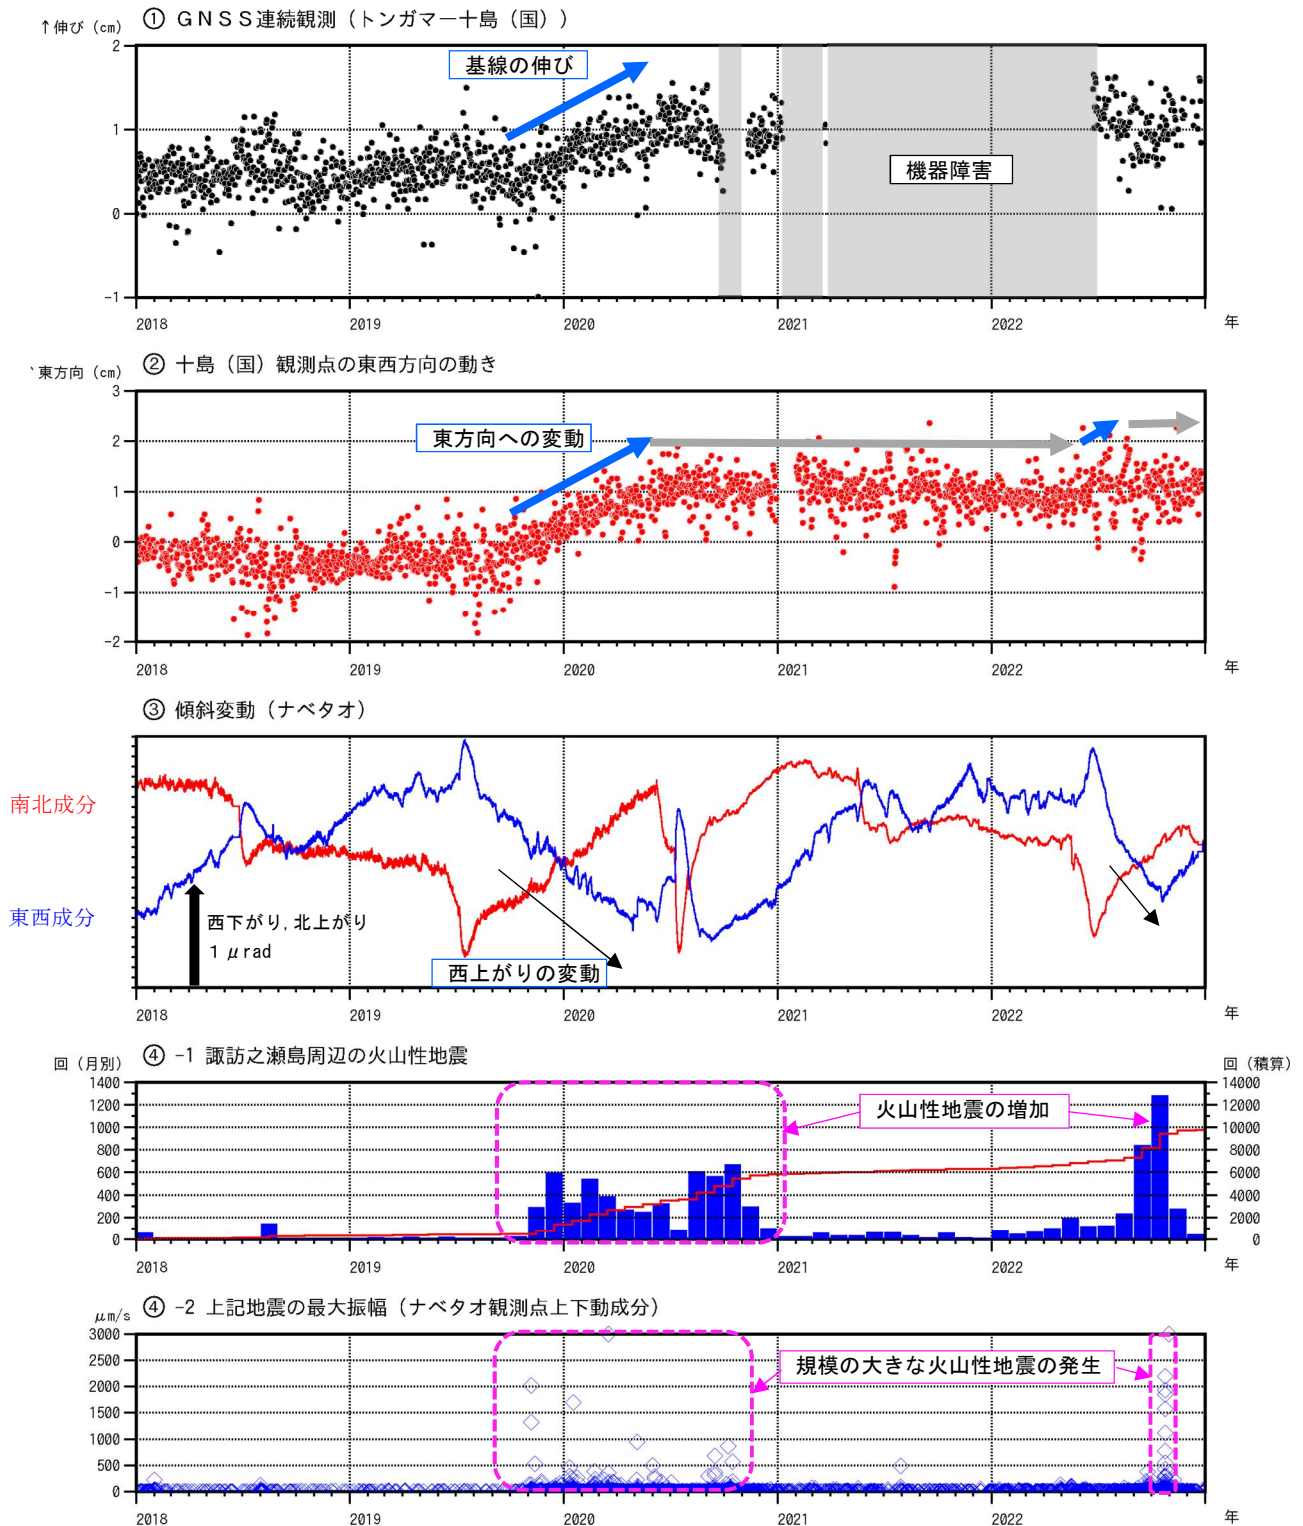 ① GNSS連続観測（トンガマー十島（国））
↑伸び（cm）
2
1
0
-1
基線の伸び
機器障害
2018 2019 2020 2021 2022 年
② 十島（国）観測点の東西方向の動き
東方向（cm）
3
2
1
0
-1
-2
東方向への変動
2018 2019 2020 2021 2022 年
③ 傾斜変動（ナベタオ）
南北成分
東西成分
西下がり,北上がり
1 μrad
西上がりの変動
2018 2019 2020 2021 2022 年
④ -1 諏訪之瀬島周辺の火山性地震
回（月別） 回（積算）
1400 14000
1200 12000
1000 10000
800 8000
600 6000
400 4000
200 2000
0 0
火山性地震の増加
2018 2019 2020 2021 2022 年
④ -2 上記地震の最大振幅（ナベタオ観測点上下動成分）
μm/s
3000
2500
2000
1500
1000
500
0
規模の大きな火山性地震の発生
2018 2019 2020 2021 2022 年